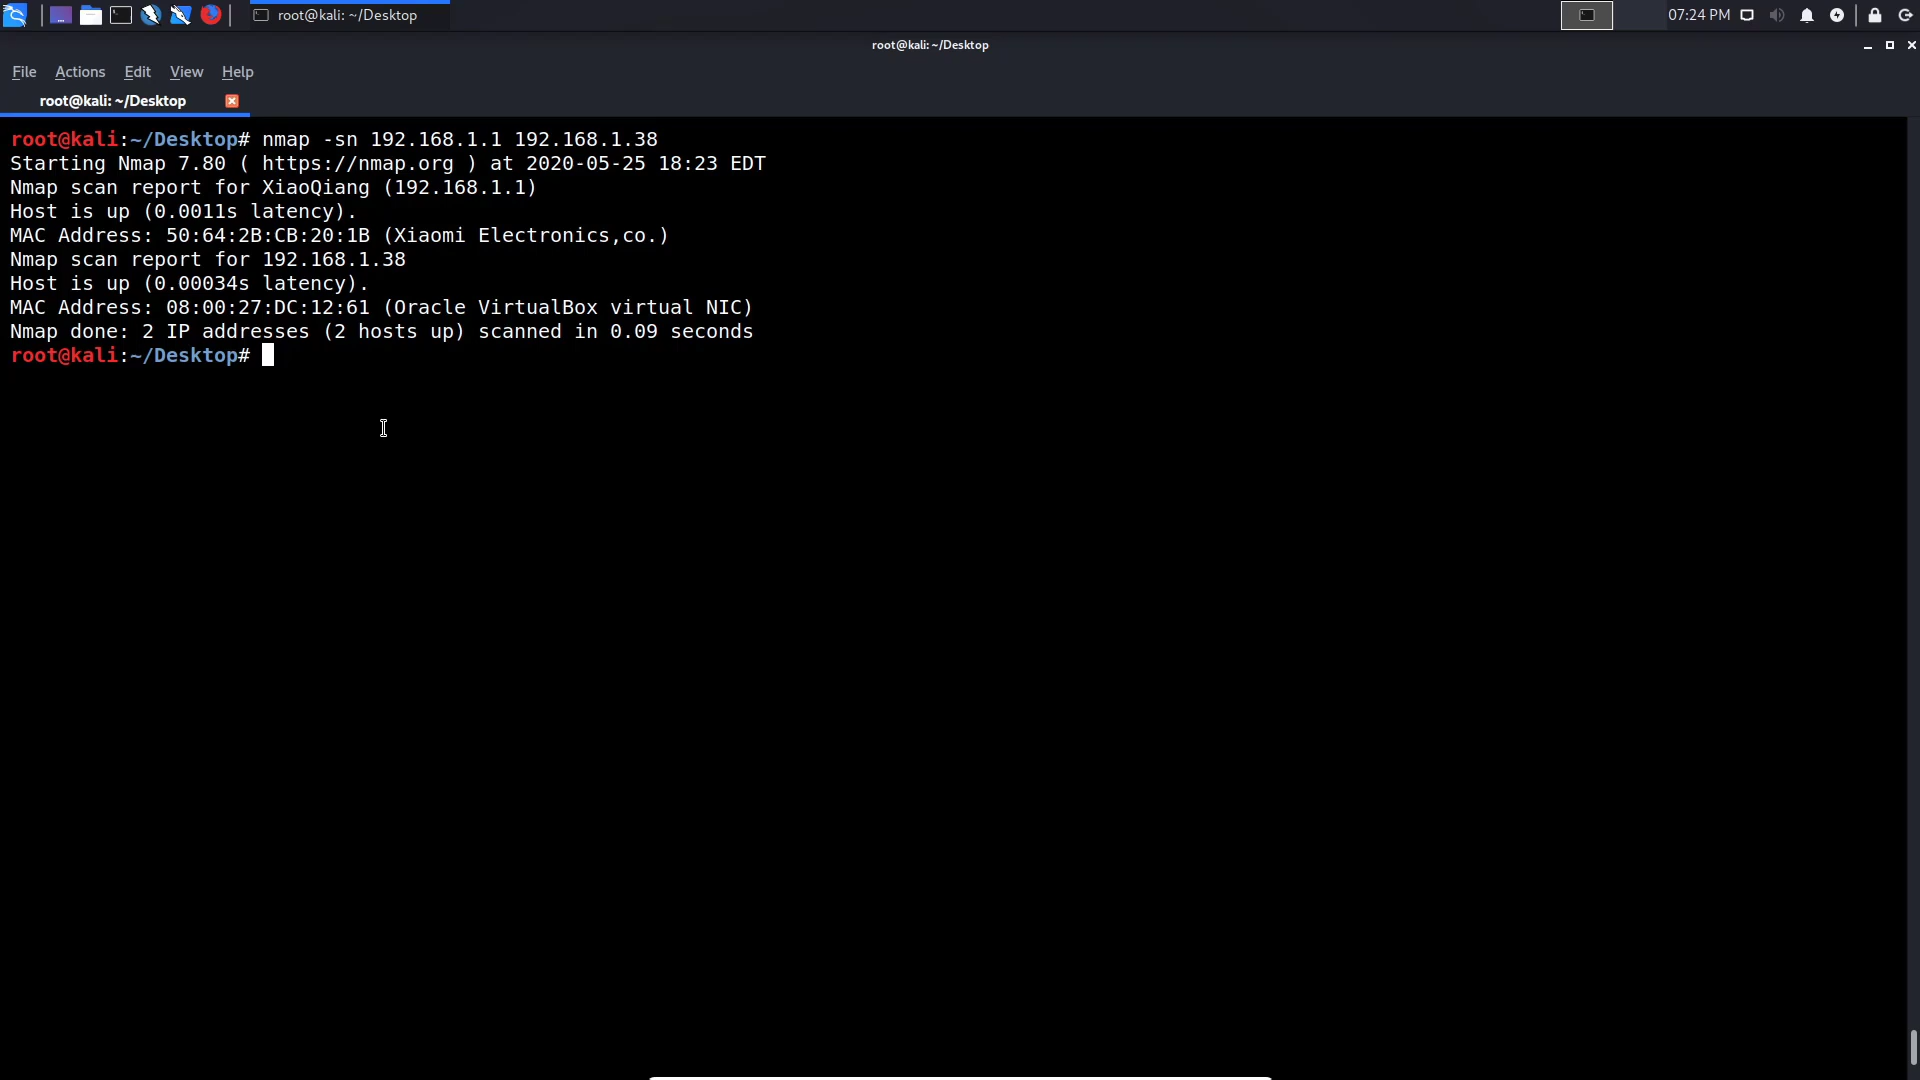 root@kali: ~/Desktop
07:24 PM
root@kali: ~/Desktop
File Actions Edit View Help
root@kali: ~/Desktop
root@kali:~/Desktop# nmap -sn 192.168.1.1 192.168.1.38
Starting Nmap 7.80 ( https://nmap.org ) at 2020-05-25 18:23 EDT
Nmap scan report for XiaoQiang (192.168.1.1)
Host is up (0.0011s latency).
MAC Address: 50:64:2B:CB:20:1B (Xiaomi Electronics,co.)
Nmap scan report for 192.168.1.38
Host is up (0.00034s latency).
MAC Address: 08:00:27:DC:12:61 (Oracle VirtualBox virtual NIC)
Nmap done: 2 IP addresses (2 hosts up) scanned in 0.09 seconds
root@kali:~/Desktop#